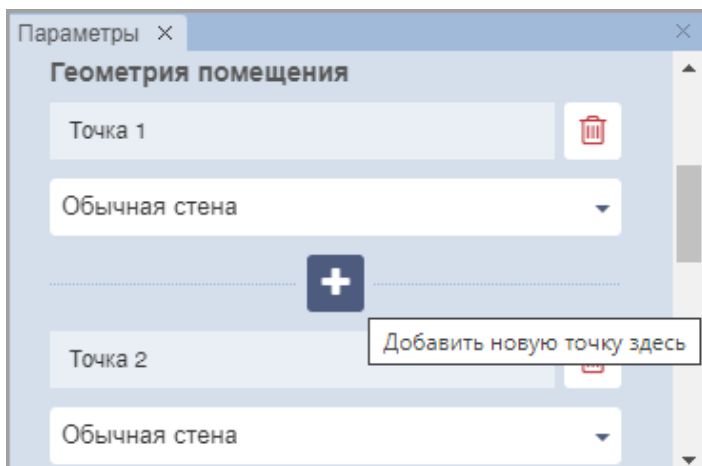 Параметры
Геометрия помещения
Точка 1
Обычная стена
Добавить новую точку здесь
Точка 2
Обычная стена